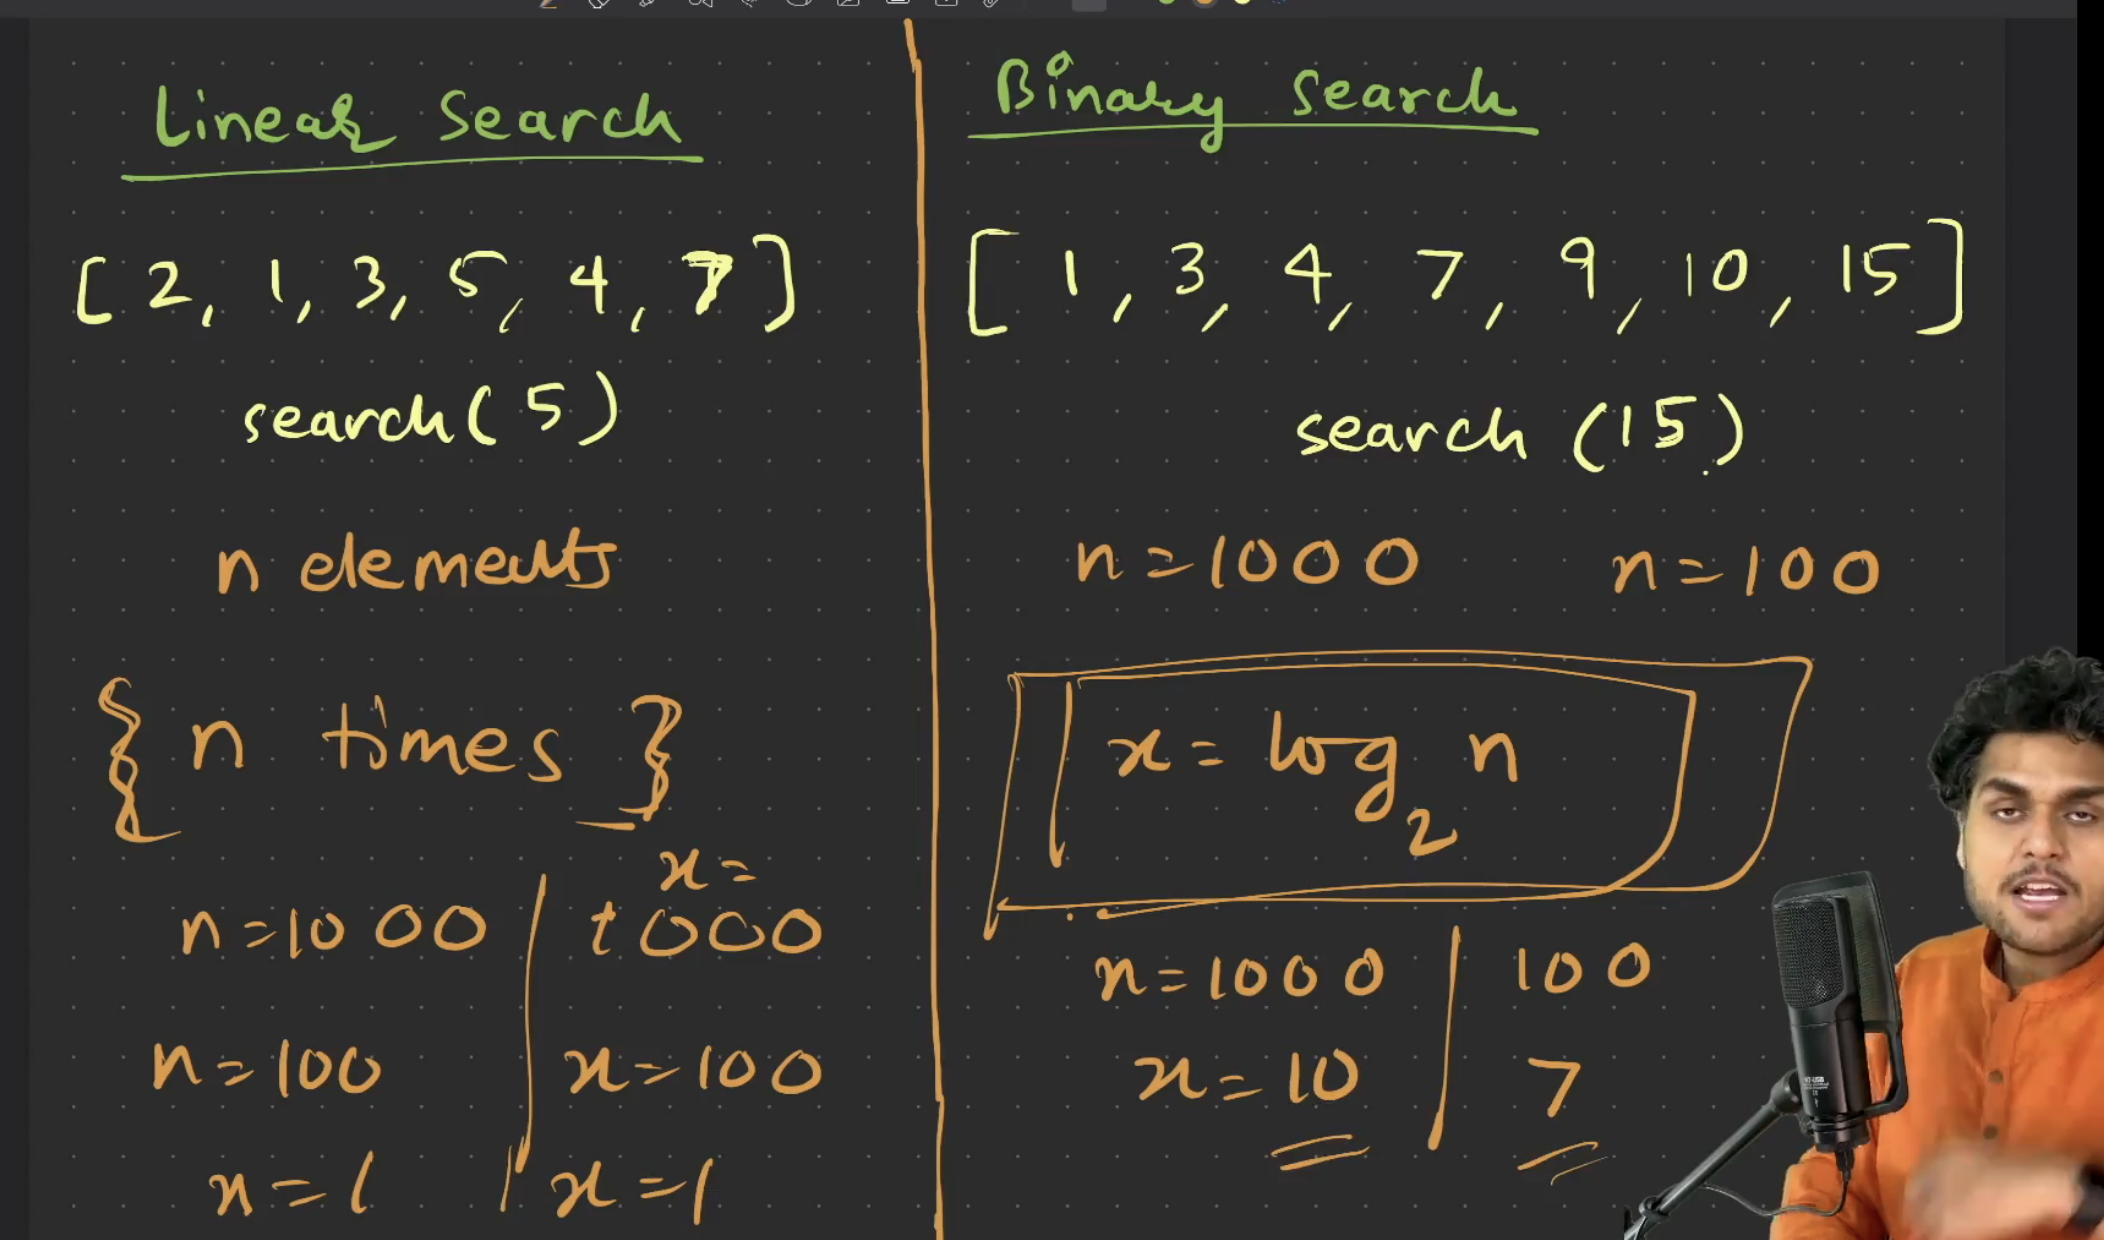 Linear Search
[ 2, 1, 3, 5, 4, 7 ]
search( 5 )
n elements
{ n times }
x =
n = 1000 | 1000
n = 100 | x = 100
n = 1 | x = 1
Binary Search
[ 1, 3, 4, 7, 9, 10, 15 ]
search (15)
n = 1000 n = 100
x = log₂ n
n = 1000 | 100
x = 10 | 7